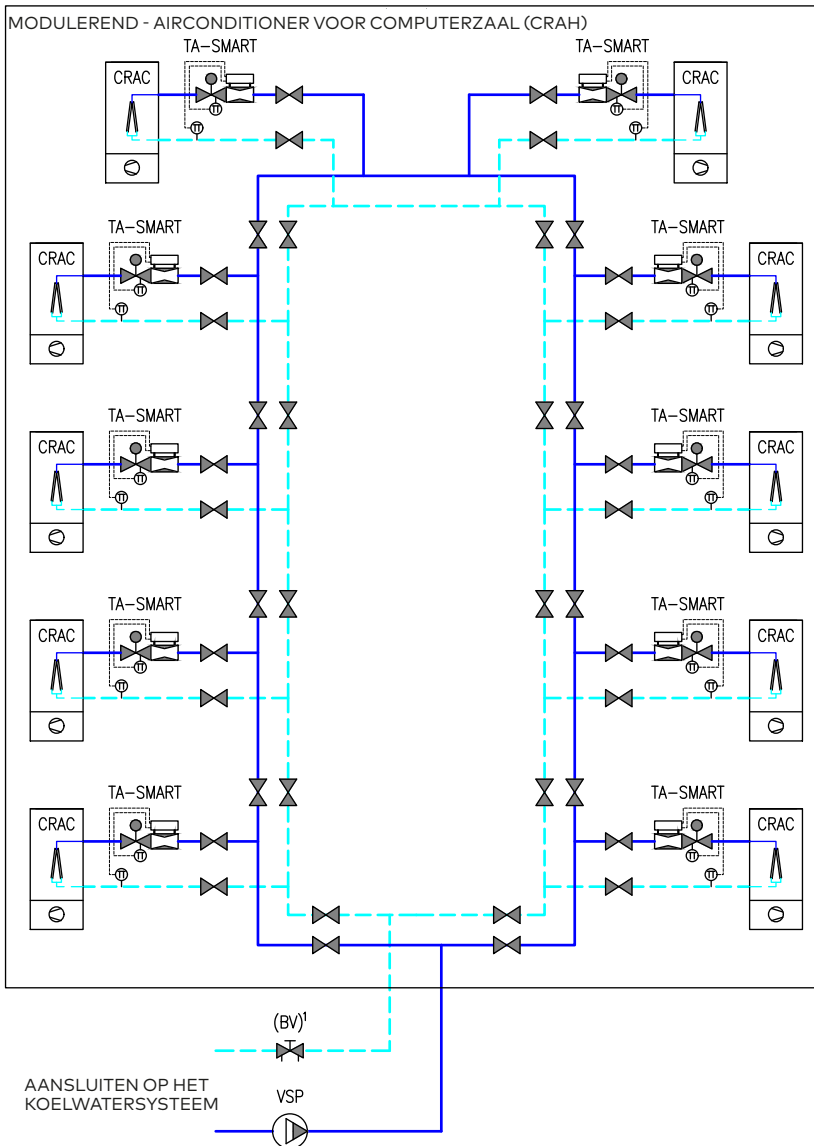 MODULEREND - AIRCONDITIONER VOOR COMPUTERZAAL (CRAH)
TA-SMART TA-SMART
CRAC CRAC
TA-SMART TA-SMART
CRAC CRAC
TA-SMART TA-SMART
CRAC CRAC
TA-SMART TA-SMART
CRAC CRAC
TA-SMART TA-SMART
CRAC CRAC
(BV)¹
AANSLUITEN OP HET
KOELWATERSYSTEEM
VSP